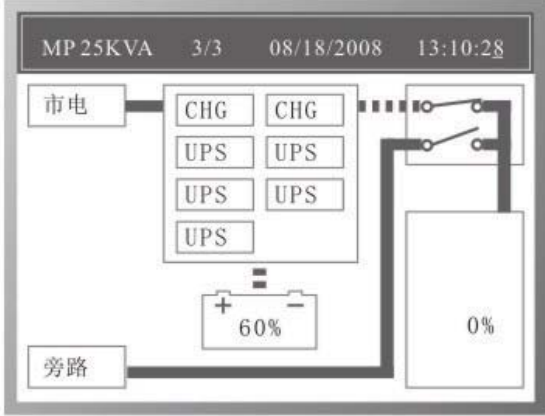 MP 25KVA 3/3 08/18/2008 13:10:28
市电
CHG CHG
UPS UPS
UPS UPS
UPS
+ −
60%
0%
旁路